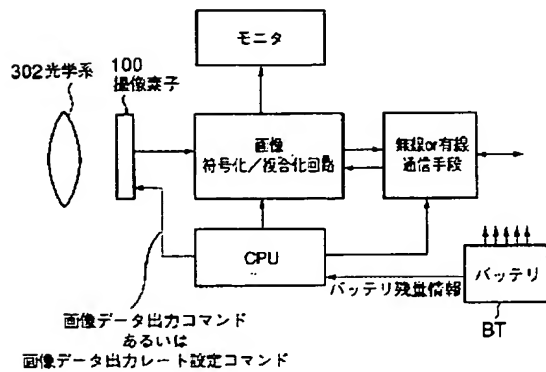 モニタ
302光学系
100
撮像素子
画像
符号化/複合化回路
無線or有線
通信手段
CPU
バッテリ
バッテリ残量情報
BT
画像データ出力コマンド
あるいは
画像データ出力レート設定コマンド